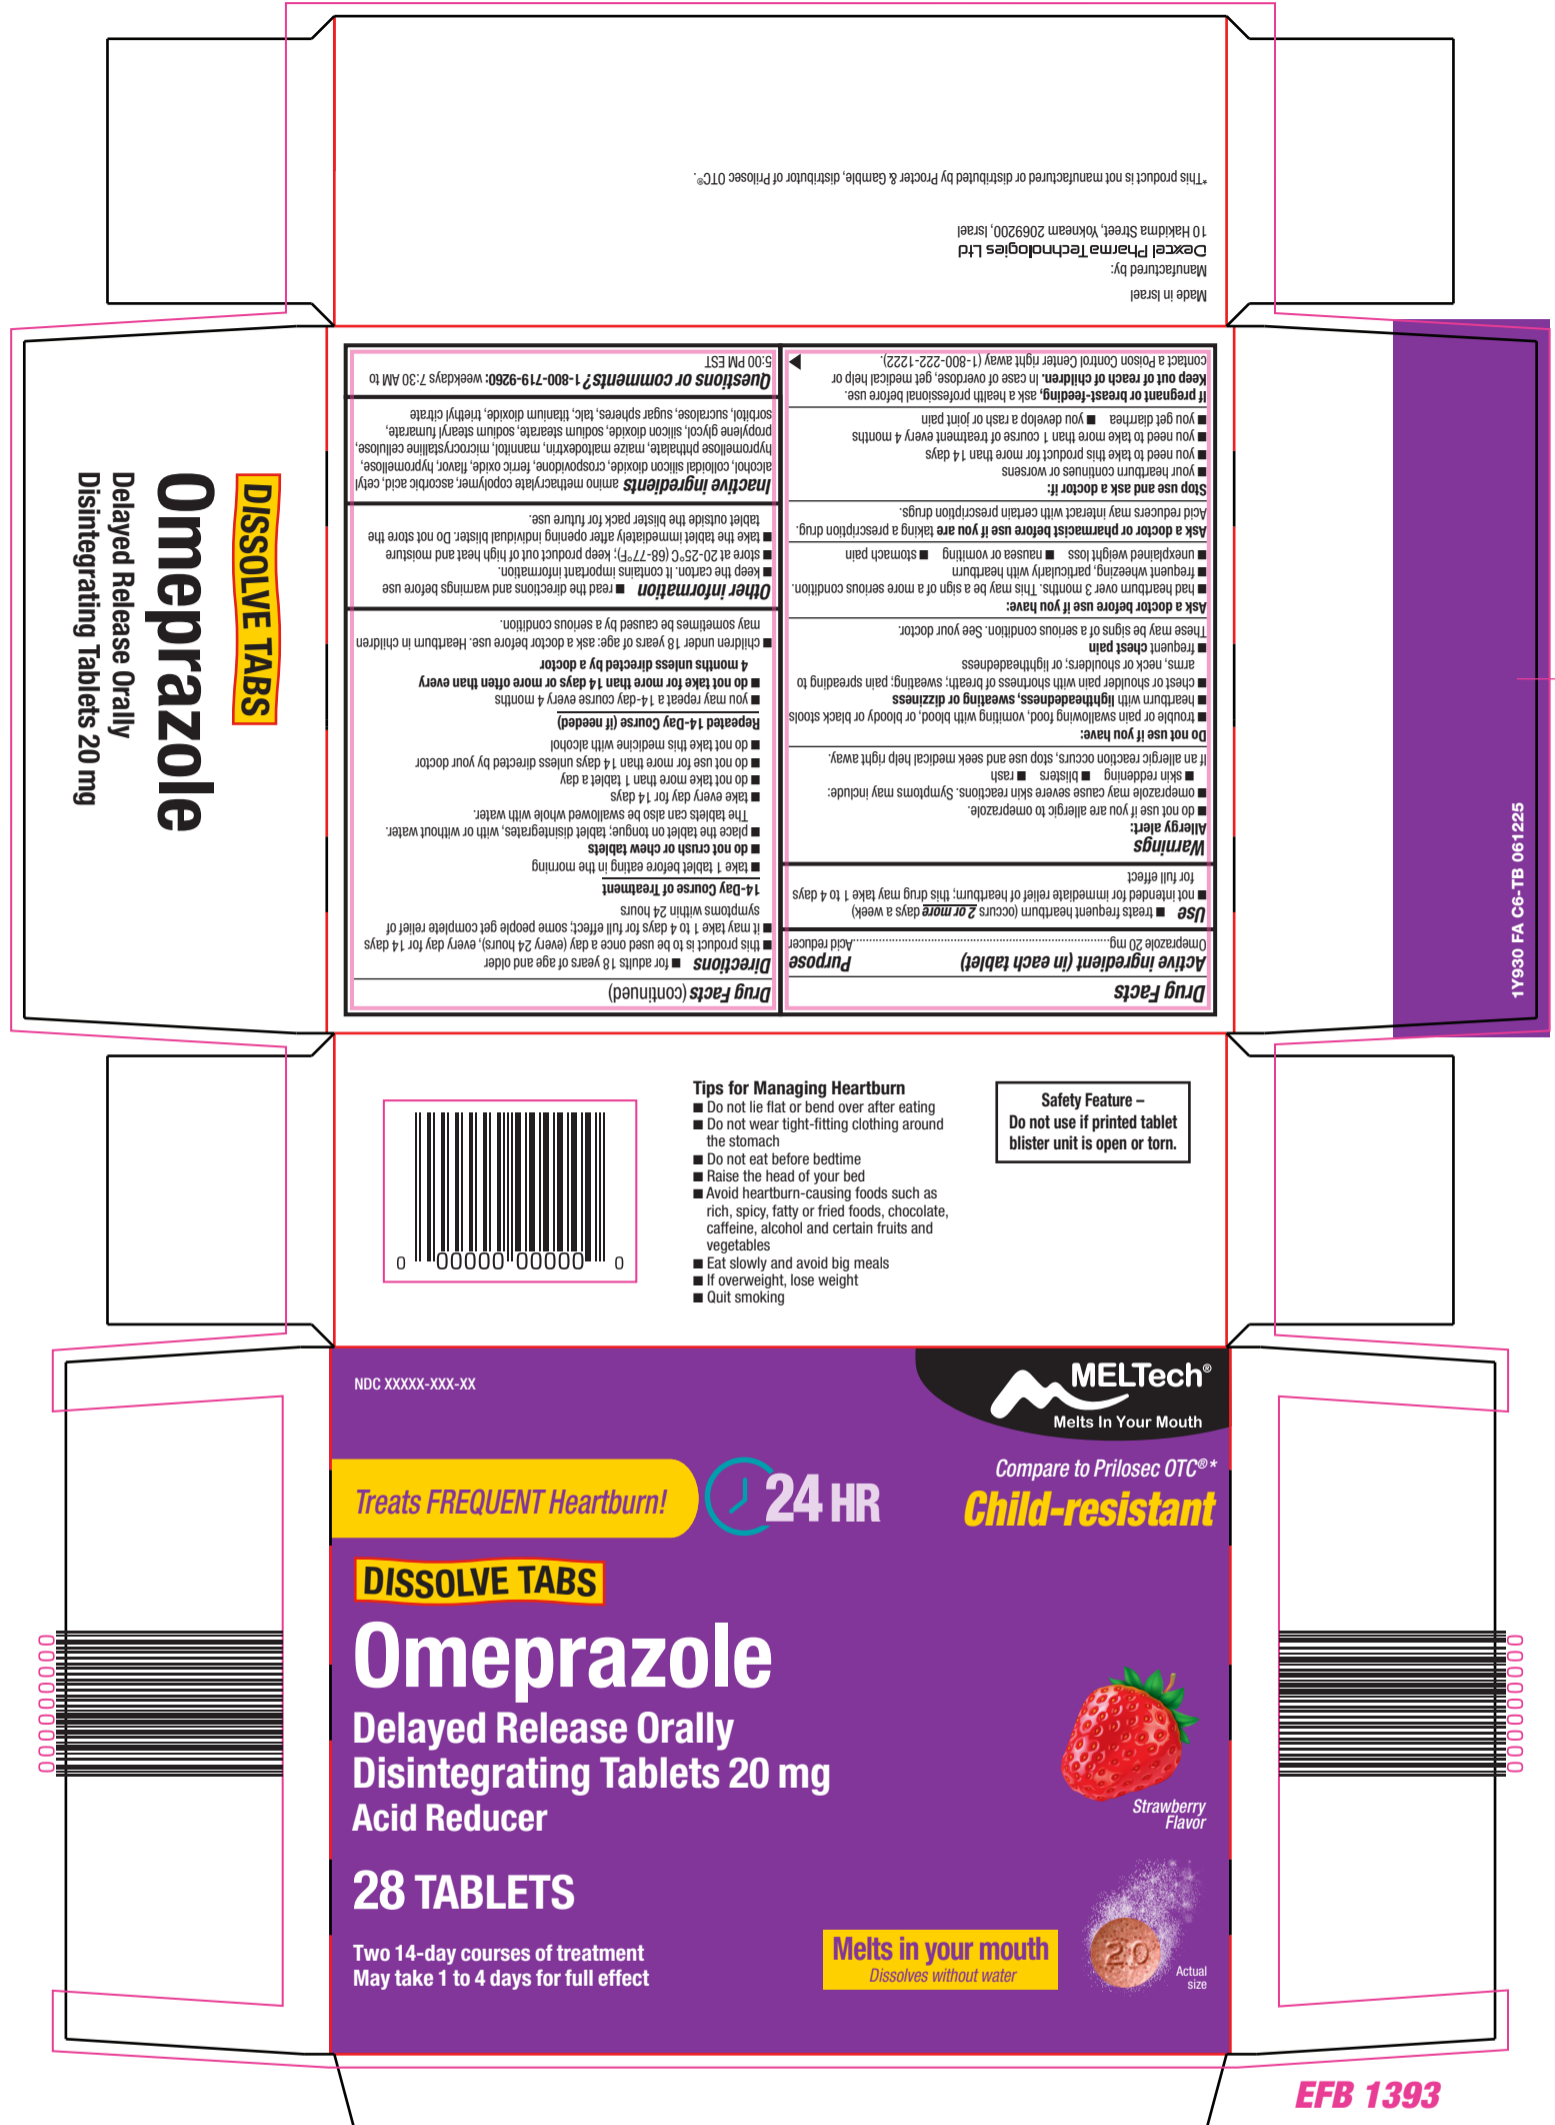 *This product is not manufactured or distributed by Procter & Gamble, distributor of Prilosec OTC®.
Made in Israel
Manufactured by:
Dexcel Pharma Technologies Ltd
10 Hakidma Street, Yokneam 2069200, Israel
DISSOLVE TABS
Omeprazole
Delayed Release Orally
Disintegrating Tablets 20 mg
Drug Facts
Active ingredient (in each tablet) Purpose
Omeprazole 20 mg..........Acid reducer
Use ■ treats frequent heartburn (occurs 2 or more days a week)
■ not intended for immediate relief of heartburn; this drug may take 1 to 4 days
for full effect
Warnings
Allergy alert:
■ do not use if you are allergic to omeprazole.
■ omeprazole may cause severe skin reactions. Symptoms may include:
■ skin reddening ■ blisters ■ rash
If an allergic reaction occurs, stop use and seek medical help right away.
Do not use if you have:
■ trouble or pain swallowing food, vomiting with blood, or bloody or black stools
■ heartburn with lightheadedness, sweating or dizziness
■ chest or shoulder pain with shortness of breath; sweating; pain spreading to
arms, neck or shoulders; or lightheadedness
■ frequent chest pain
These may be signs of a serious condition. See your doctor.
Ask a doctor before use if you have:
■ had heartburn over 3 months. This may be a sign of a more serious condition.
■ frequent wheezing, particularly with heartburn
■ unexplained weight loss ■ nausea or vomiting ■ stomach pain
Ask a doctor or pharmacist before use if you are taking a prescription drug.
Acid reducers may interact with certain prescription drugs.
Stop use and ask a doctor if:
■ your heartburn continues or worsens
■ you need to take this product for more than 14 days
■ you need to take more than 1 course of treatment every 4 months
■ you get diarrhea ■ you develop a rash or joint pain
If pregnant or breast-feeding, ask a health professional before use.
Keep out of reach of children. In case of overdose, get medical help or
contact a Poison Control Center right away (1-800-222-1222).
Drug Facts (continued)
Directions ■ for adults 18 years of age and older
■ this product is to be used once a day (every 24 hours), every day for 14 days
■ it may take 1 to 4 days for full effect; some people get complete relief of
symptoms within 24 hours
14-Day Course of Treatment
■ take 1 tablet before eating in the morning
■ do not crush or chew tablets
■ place the tablet on tongue; tablet disintegrates, with or without water.
The tablets can also be swallowed whole with water.
■ take every day for 14 days
■ do not take more than 1 tablet a day
■ do not use for more than 14 days unless directed by your doctor
■ do not take this medicine with alcohol
Repeated 14-Day Course (if needed)
■ you may repeat a 14-day course every 4 months
■ do not take for more than 14 days or more often than every
4 months unless directed by a doctor
■ children under 18 years of age: ask a doctor before use. Heartburn in children
may sometimes be caused by a serious condition.
Other information ■ read the directions and warnings before use
■ keep the carton. It contains important information.
■ store at 20-25°C (68-77°F); keep product out of high heat and moisture
■ take the tablet immediately after opening individual blister. Do not store the
tablet outside the blister pack for future use.
Inactive ingredients amino methacrylate copolymer, ascorbic acid, cetyl
alcohol, colloidal silicon dioxide, crospovidone, ferric oxide, flavor, hypromellose,
hypromellose phthalate, maize maltodextrin, mannitol, microcrystalline cellulose,
propylene glycol, silicon dioxide, sodium stearate, sodium stearyl fumarate,
sorbitol, sucralose, sugar spheres, talc, titanium dioxide, triethyl citrate
Questions or comments? 1-800-719-9260: weekdays 7:30 AM to
5:00 PM EST
1Y930 FA C6-TB 061225
0 00000 00000 0
Tips for Managing Heartburn
■ Do not lie flat or bend over after eating
■ Do not wear tight-fitting clothing around
the stomach
■ Do not eat before bedtime
■ Raise the head of your bed
■ Avoid heartburn-causing foods such as
rich, spicy, fatty or fried foods, chocolate,
caffeine, alcohol and certain fruits and
vegetables
■ Eat slowly and avoid big meals
■ If overweight, lose weight
■ Quit smoking
Safety Feature –
Do not use if printed tablet
blister unit is open or torn.
NDC XXXXX-XXX-XX
MELTech®
Melts In Your Mouth
Compare to Prilosec OTC®*
Child-resistant
Treats FREQUENT Heartburn!
24 HR
DISSOLVE TABS
Omeprazole
Delayed Release Orally
Disintegrating Tablets 20 mg
Acid Reducer
Strawberry
Flavor
28 TABLETS
Two 14-day courses of treatment
May take 1 to 4 days for full effect
Melts in your mouth
Dissolves without water
20
Actual
size
0000000000
0000000000
EFB 1393